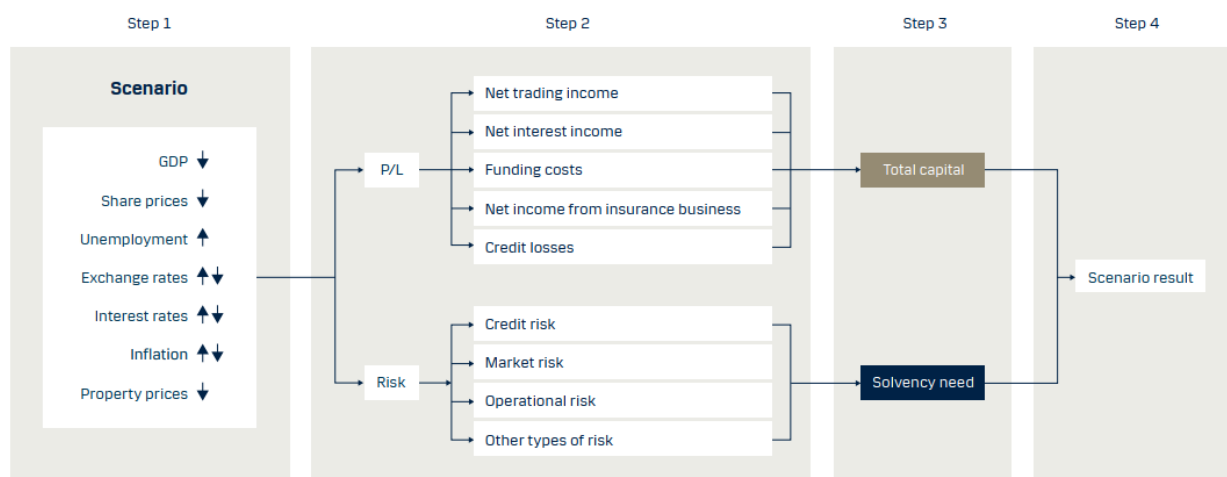 Step 1
Step 2
Step 3
Step 4
Scenario
GDP
Share prices
Unemployment
Exchange rates
Interest rates
Inflation
Property prices
P/L
Risk
Net trading income
Net interest income
Funding costs
Net income from insurance business
Credit losses
Credit risk
Market risk
Operational risk
Other types of risk
Total capital
Solvency need
Scenario result